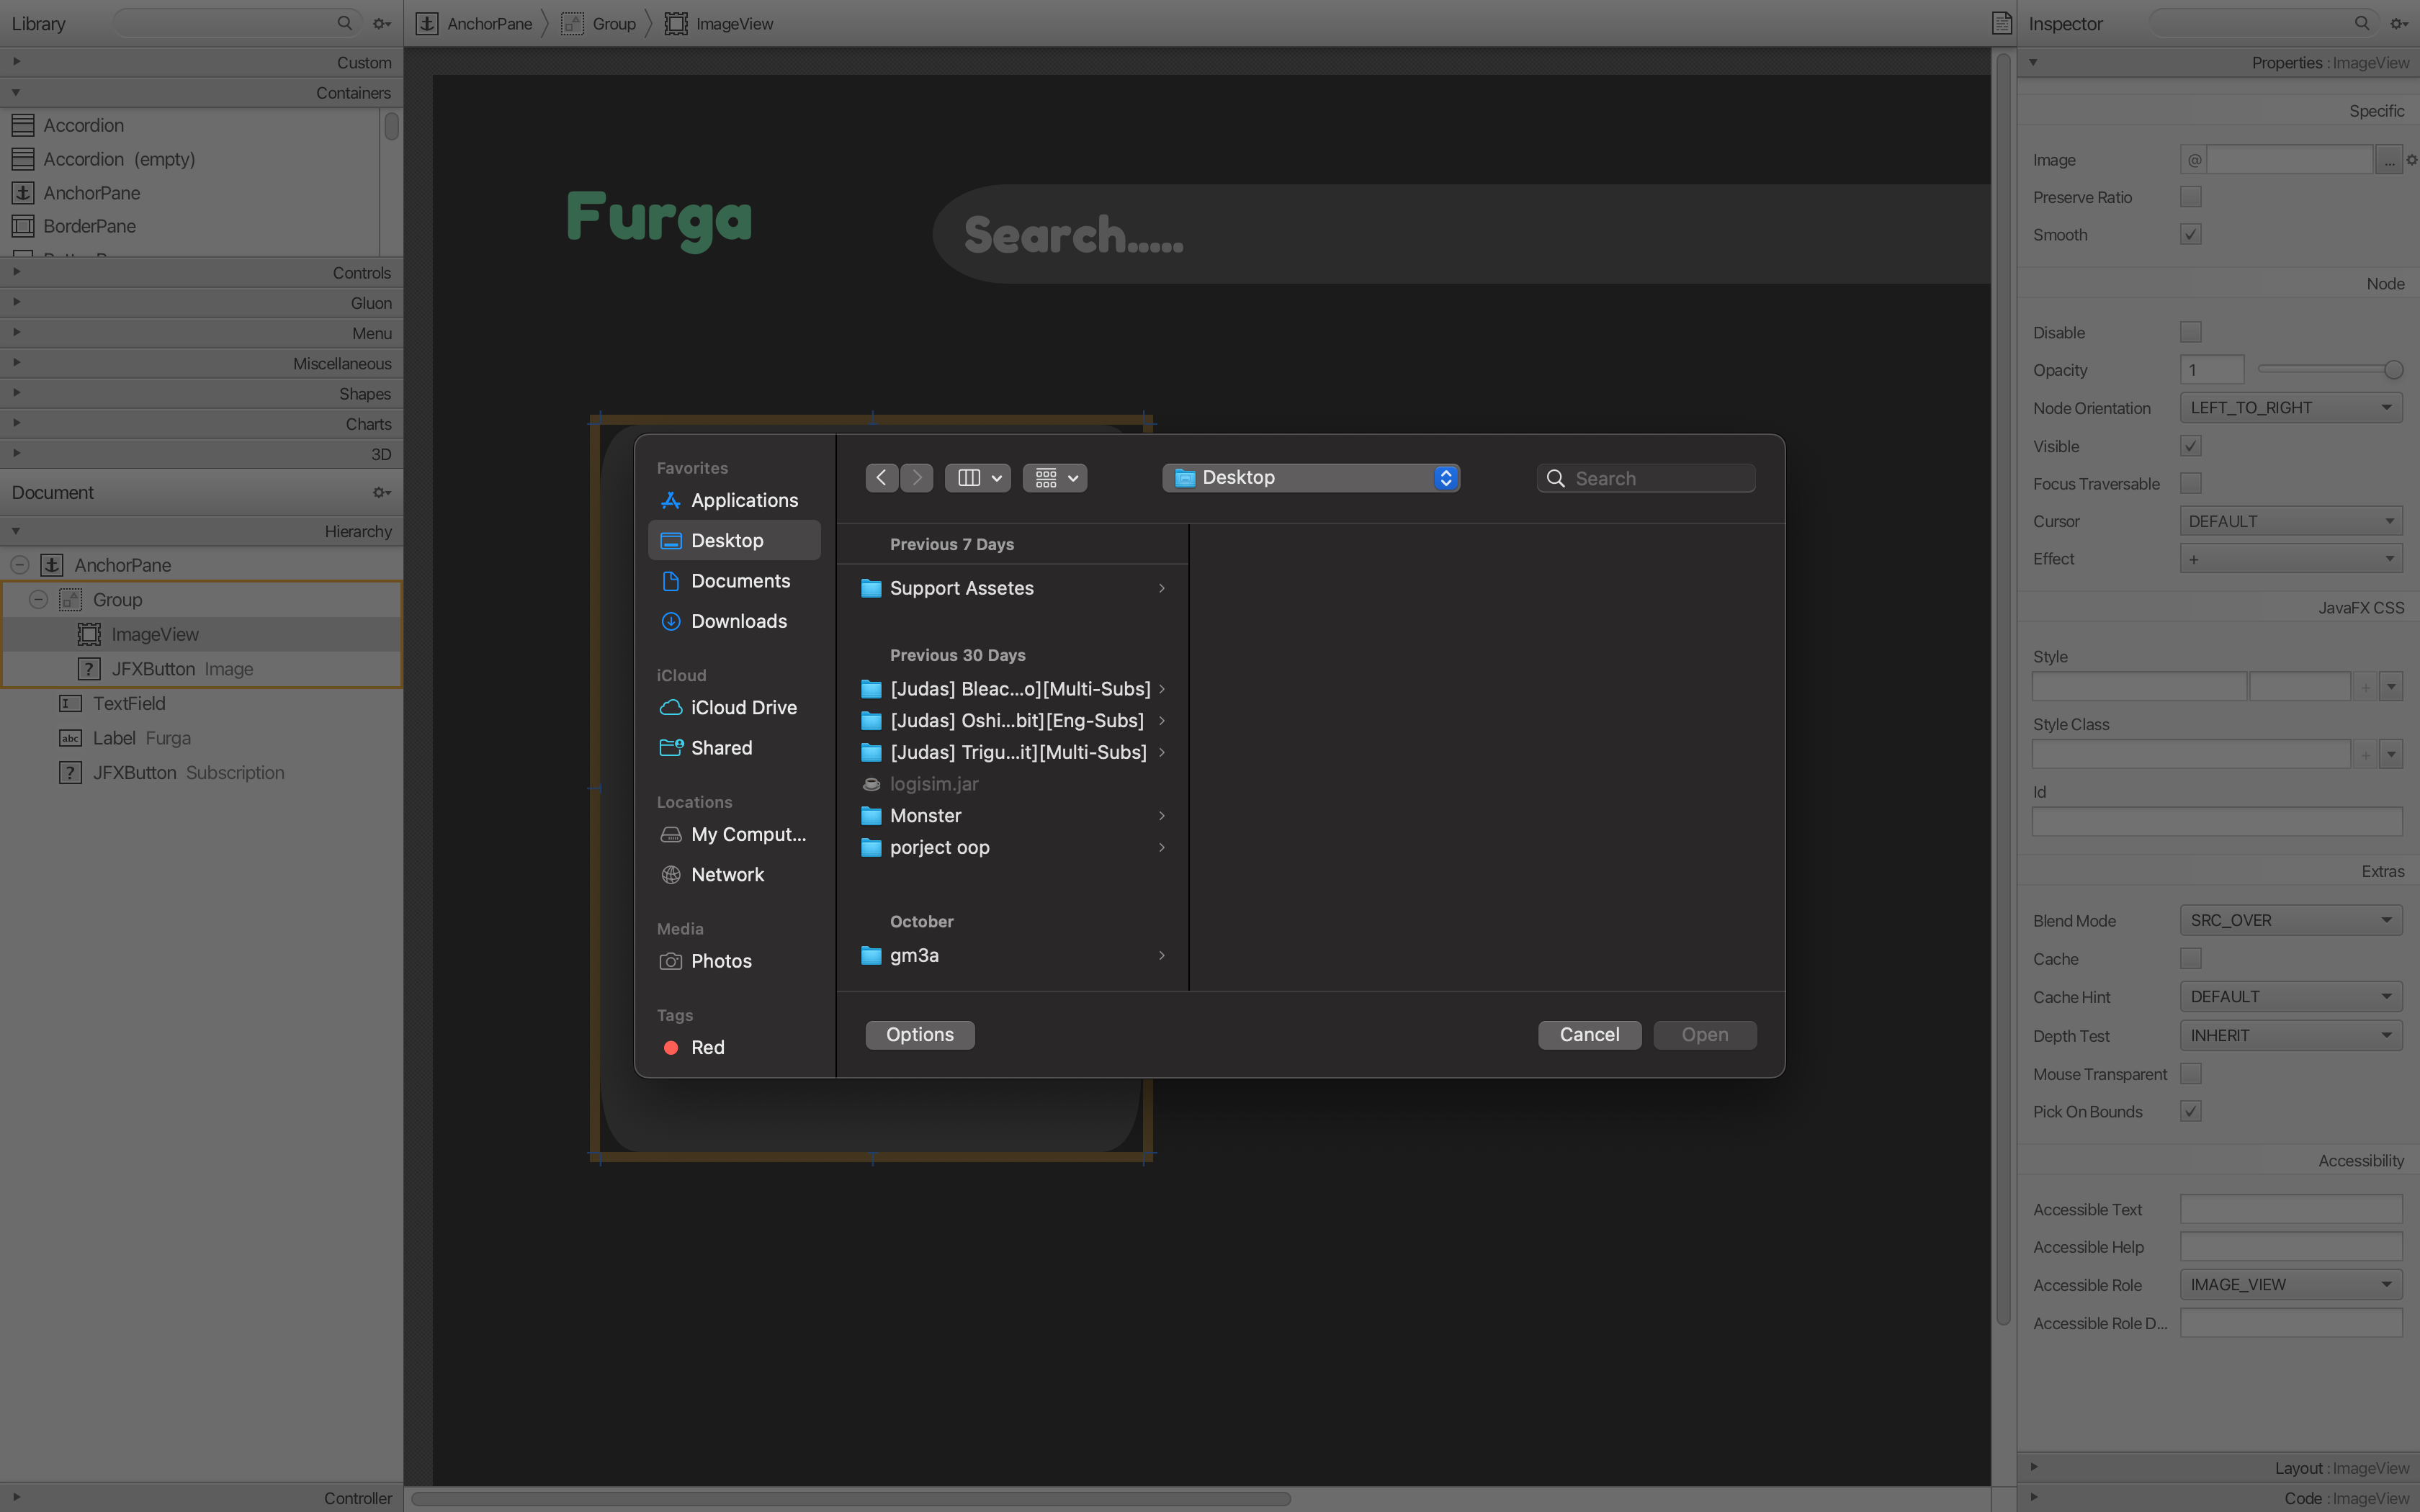 Library
Custom
Containers
Accordion
Accordion (empty)
AnchorPane
BorderPane
Controls
Gluon
Menu
Miscellaneous
Shapes
Charts
3D
Document
Hierarchy
AnchorPane
Group
ImageView
JFXButton Image
TextField
Label Furga
JFXButton Subscription
Controller
AnchorPane
Group
ImageView
Furga
Search.....
Favorites
Applications
Desktop
Documents
Downloads
iCloud
iCloud Drive
Shared
Locations
My Comput...
Network
Media
Photos
Tags
Red
Desktop
Search
Previous 7 Days
Support Assetes
Previous 30 Days
[Judas] Bleac...o][Multi-Subs]
[Judas] Oshi...bit][Eng-Subs]
[Judas] Trigu...it][Multi-Subs]
logisim.jar
Monster
porject oop
October
gm3a
Options
Cancel
Open
Inspector
Properties : ImageView
Specific
Image @ ...
Preserve Ratio
Smooth
Node
Disable
Opacity 1
Node Orientation LEFT_TO_RIGHT
Visible
Focus Traversable
Cursor DEFAULT
Effect +
JavaFX CSS
Style
Style Class
Id
Extras
Blend Mode SRC_OVER
Cache
Cache Hint DEFAULT
Depth Test INHERIT
Mouse Transparent
Pick On Bounds
Accessibility
Accessible Text
Accessible Help
Accessible Role IMAGE_VIEW
Accessible Role D...
Layout : ImageView
Code : ImageView